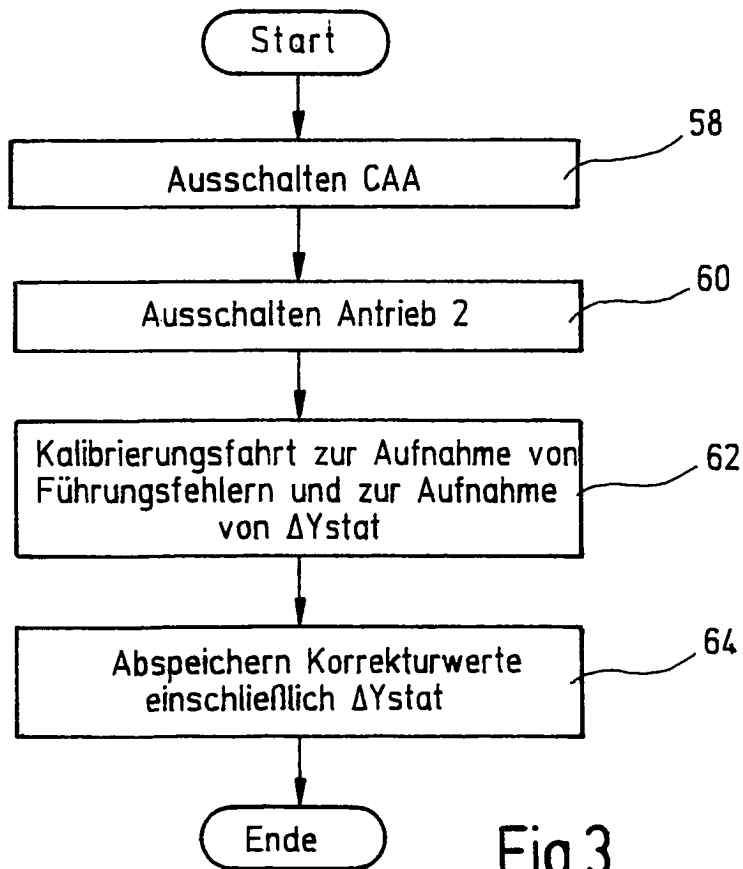 Start
58
Ausschalten CAA
60
Ausschalten Antrieb 2
62
Kalibrierungsfahrt zur Aufnahme von
Führungsfehlern und zur Aufnahme
von ΔYstat
64
Abspeichern Korrekturwerte
einschließlich ΔYstat
Ende
Fig.3